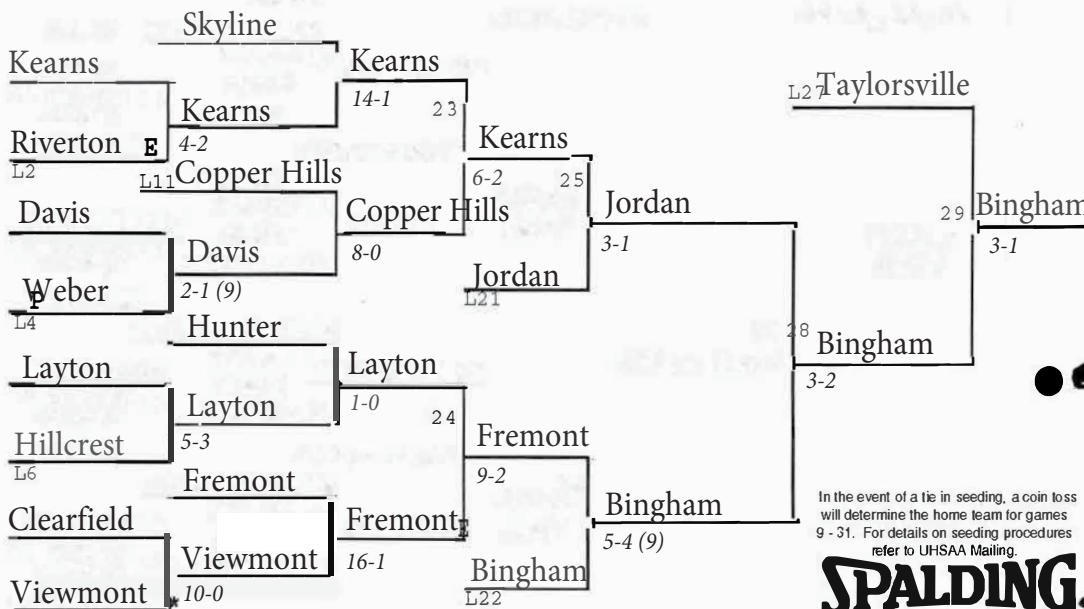 Skyline
Kearns
Kearns
14-1
23
L27 Taylorsville
Kearns
4-2
Riverton E
L2
Kearns
6-2
25
L11 Copper Hills
Davis
Copper Hills
8-0
Jordan
3-1
29
Bingham
3-1
Davis
2-1 (9)
Jordan
L21
Weber
P
L4
Hunter
28
Bingham
3-2
Layton
Layton
1-0
Layton
5-3
24
Hillcrest
L6
Fremont
9-2
Fremont
Clearfield
Fremont E
16-1
Bingham
5-4 (9)
Viewmont
10-0
Bingham
L22
Viewmont *
In the event of a tie in seeding, a coin toss
will determine the home team for games
9 - 31. For details on seeding procedures
refer to UHSAA Mailing.
SPALDING